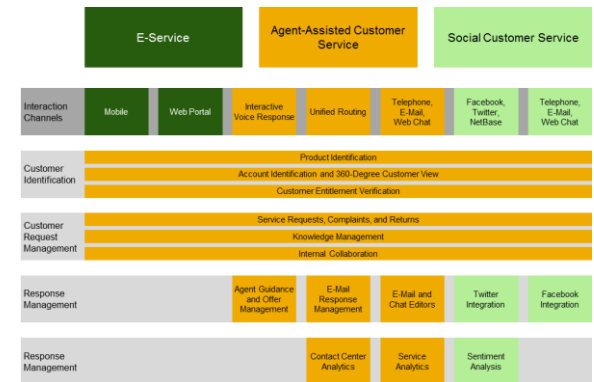 E-Service
Agent-Assisted Customer
Service
Social Customer Service
Interaction
Channels
Mobile
Web Portal
Interactive
Voice Response
Unified Routing
Telephone,
E-Mail,
Web Chat
Facebook,
Twitter,
NetBase
Telephone,
E-Mail,
Web Chat
Customer
Identification
Product Identification
Account Identification and 360-Degree Customer View
Customer Entitlement Verification
Customer
Request
Management
Service Requests, Complaints, and Returns
Knowledge Management
Internal Collaboration
Response
Management
Agent Guidance
and Offer
Management
E-Mail
Response
Management
E-Mail and
Chat Editors
Twitter
Integration
Facebook
Integration
Response
Management
Contact Center
Analytics
Service
Analytics
Sentiment
Analysis